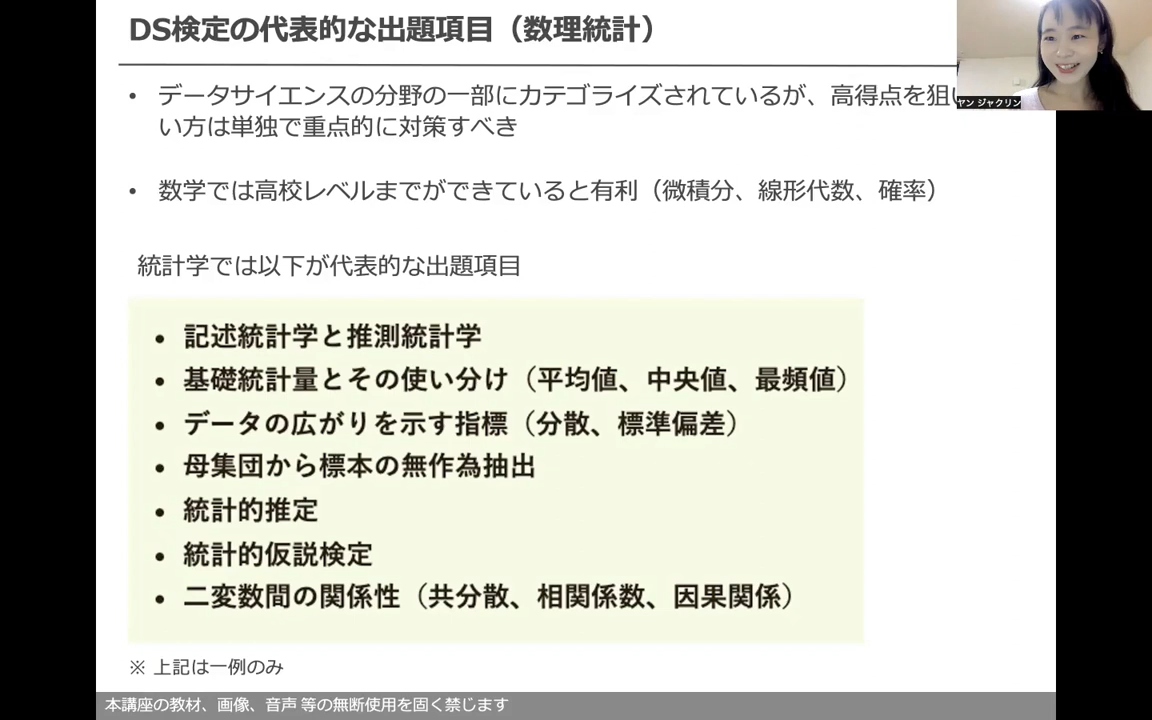 DS検定の代表的な出題項目（数理統計）
• データサイエンスの分野の一部にカテゴライズされているが、高得点を狙い
い方は単独で重点的に対策すべき
ヤン ジャクリン
• 数学では高校レベルまでができていると有利（微積分、線形代数、確率）
統計学では以下が代表的な出題項目
• 記述統計学と推測統計学
• 基礎統計量とその使い分け（平均値、中央値、最頻値）
• データの広がりを示す指標（分散、標準偏差）
• 母集団から標本の無作為抽出
• 統計的推定
• 統計的仮説検定
• 二変数間の関係性（共分散、相関係数、因果関係）
※ 上記は一例のみ
本講座の教材、画像、音声 等の無断使用を固く禁じます